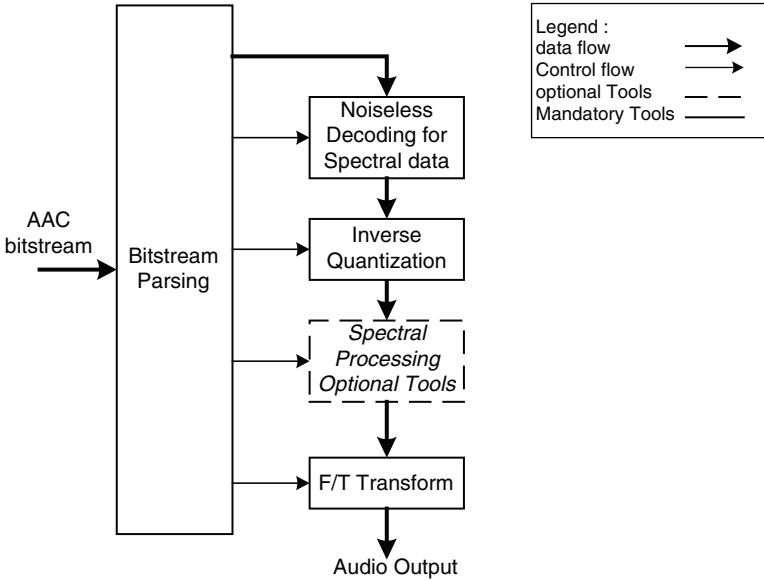 Legend :
data flow
Control flow
optional Tools
Mandatory Tools
Noiseless
Decoding for
Spectral data
AAC
bitstream
Bitstream
Parsing
Inverse
Quantization
Spectral
Processing
Optional Tools
F/T Transform
Audio Output